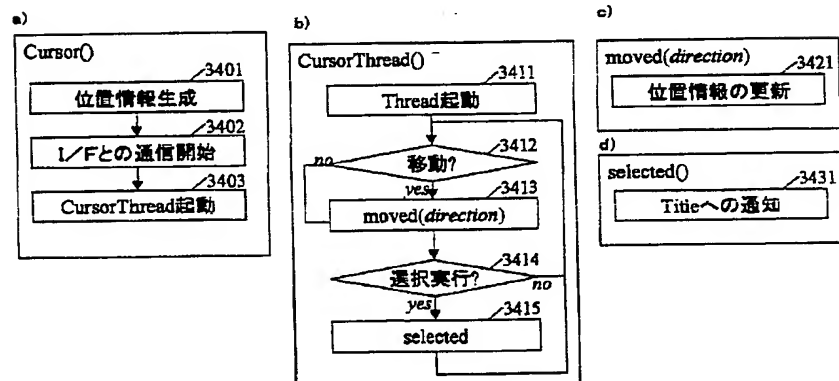 a)
Cursor()
3401
位置情報生成
3402
I/Fとの通信開始
3403
CursorThread起動
b)
CursorThread()
3411
Thread起動
3412
移動?
no
yes
3413
moved(direction)
3414
選択実行?
no
yes
3415
selected
c)
moved(direction)
3421
位置情報の更新
d)
selected()
3431
Titieへの通知